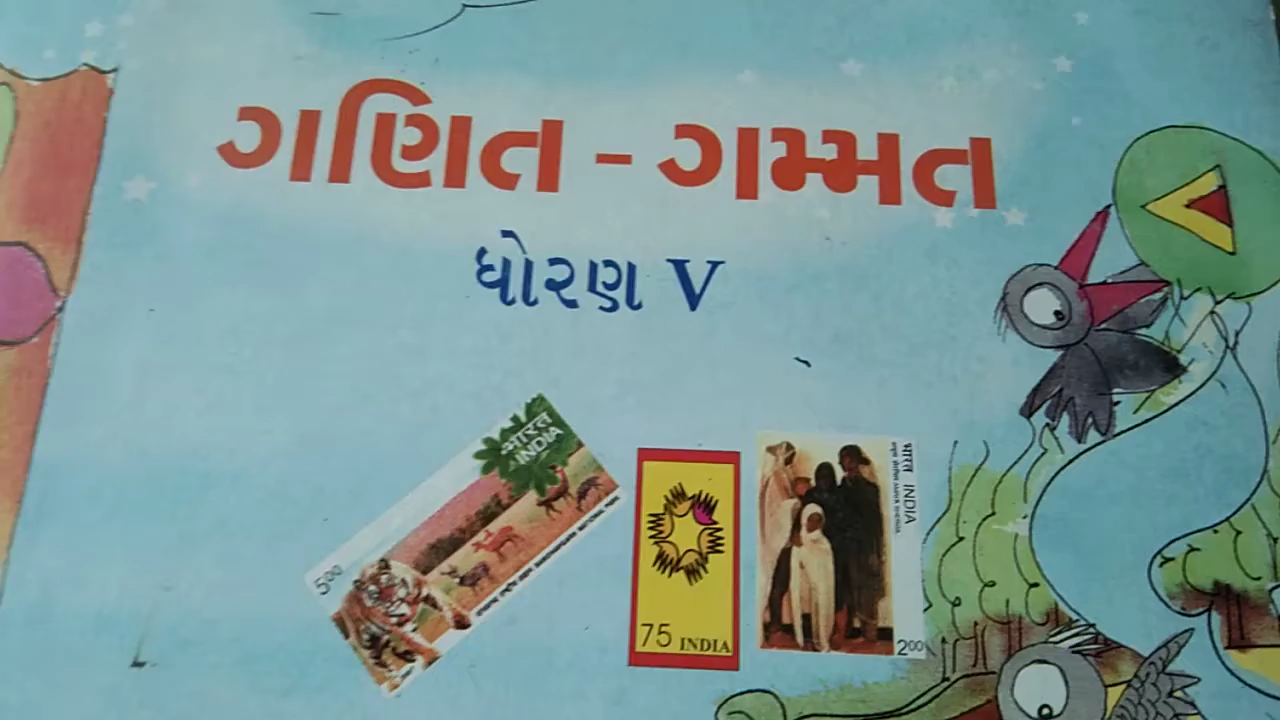 ગણિત - ગમ્મત
ધોરણ V
भारत
INDIA
500
75 INDIA
भारत INDIA
200